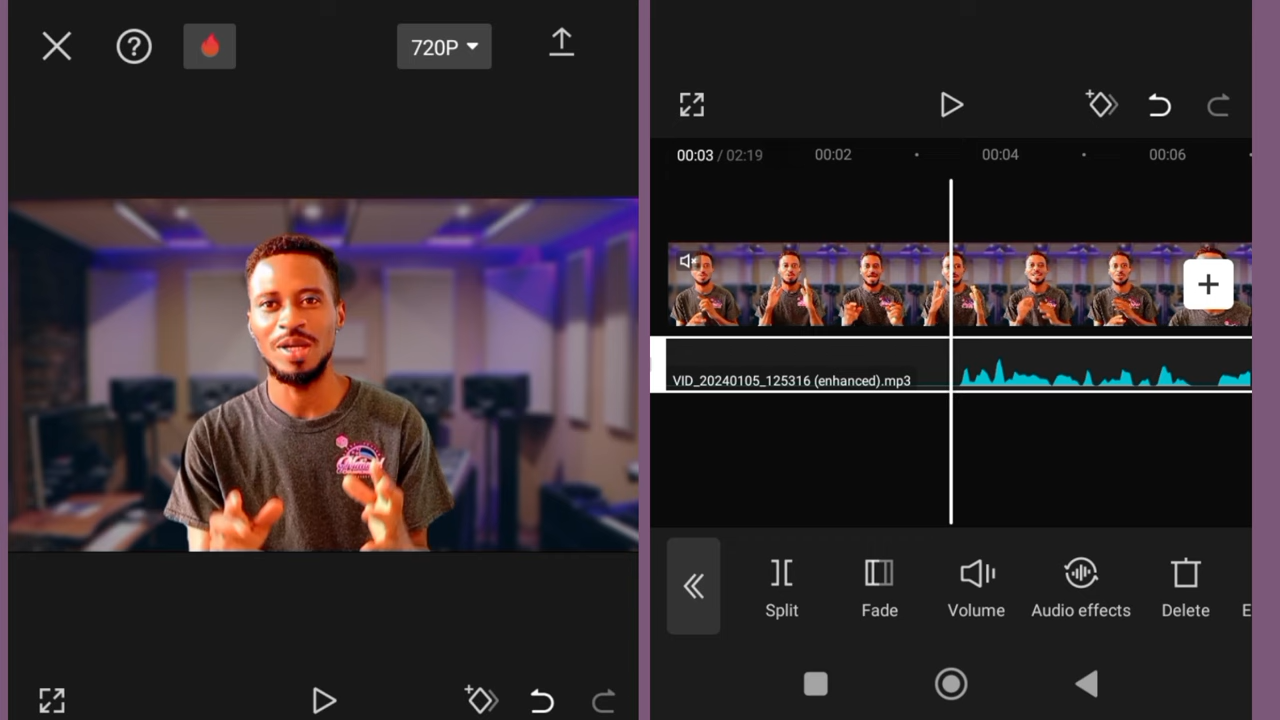 720P
00:03 / 02:19 00:02 00:04 00:06
VID_20240105_125316 (enhanced).mp3
Split Fade Volume Audio effects Delete E